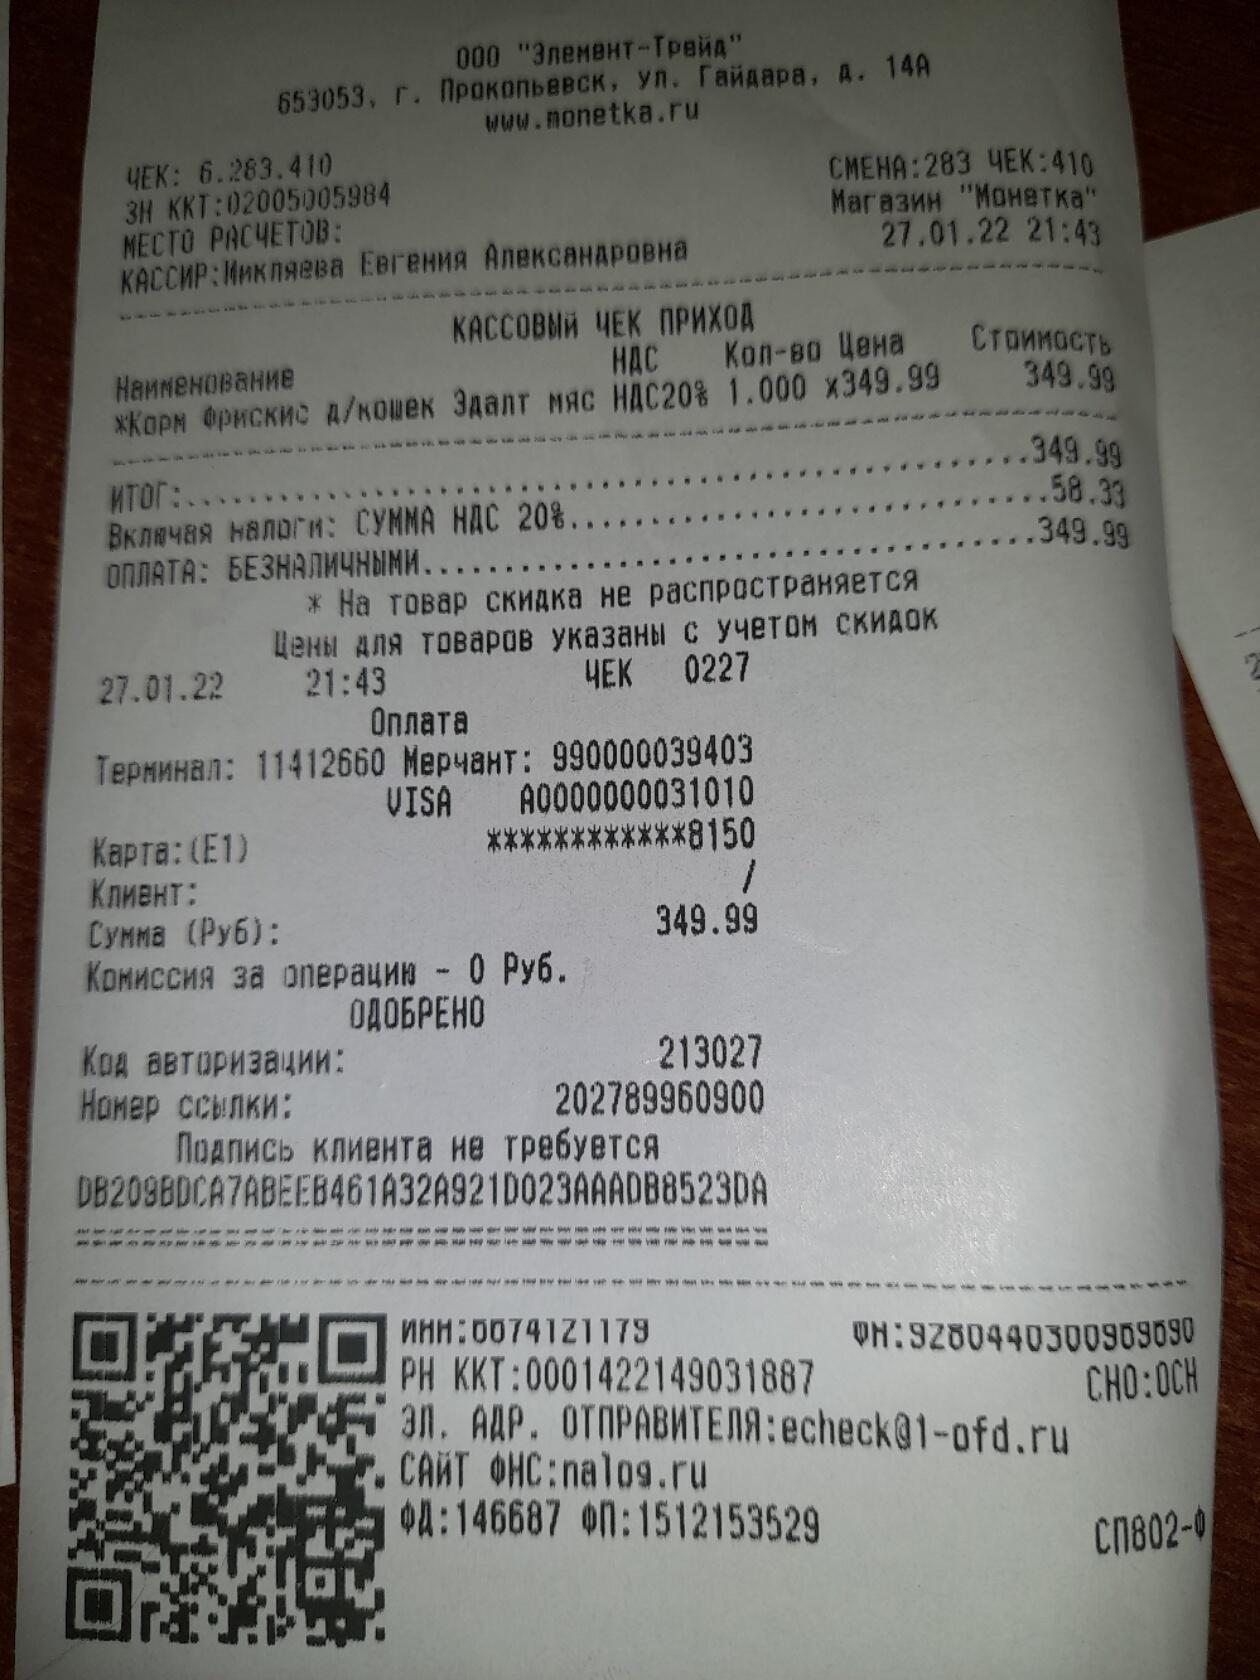 ООО "Элемент-Трейд"
653053, г. Прокопьевск, ул. Гайдара, д. 14А
www.monetka.ru
ЧЕК: 6.283.410 СМЕНА:283 ЧЕК:410
ЗН ККТ:02005005984 Магазин "Монетка"
МЕСТО РАСЧЕТОВ: 27.01.22 21:43
КАССИР:Микляева Евгения Александровна
КАССОВЫЙ ЧЕК ПРИХОД
Наименование НДС Кол-во Цена Стоимость
*Корм Фрискис д/кошек Эдалт мяс НДС20% 1.000 х349.99 349.99
ИТОГ:..........349.99
Включая налоги: СУММА НДС 20%..........58.33
ОПЛАТА: БЕЗНАЛИЧНЫМИ..........349.99
* На товар скидка не распространяется
Цены для товаров указаны с учетом скидок
27.01.22 21:43 ЧЕК 0227
Оплата
Терминал: 11412660 Мерчант: 990000039403
VISA A0000000031010
Карта:(E1) ************8150
Клиент: /
Сумма (Руб): 349.99
Комиссия за операцию - 0 Руб.
ОДОБРЕНО
Код авторизации: 213027
Номер ссылки: 202789960900
Подпись клиента не требуется
DB209BDCA7ABEEB461A32A921D023AAADB8523DA
ИНН:6674121179 ФН:9280440300969690
РН ККТ:0001422149031887 СНО:ОСН
ЭЛ. АДР. ОТПРАВИТЕЛЯ:echeck@1-ofd.ru
САЙТ ФНС:nalog.ru
ФД:146687 ФП:1512153529 СП802-Ф